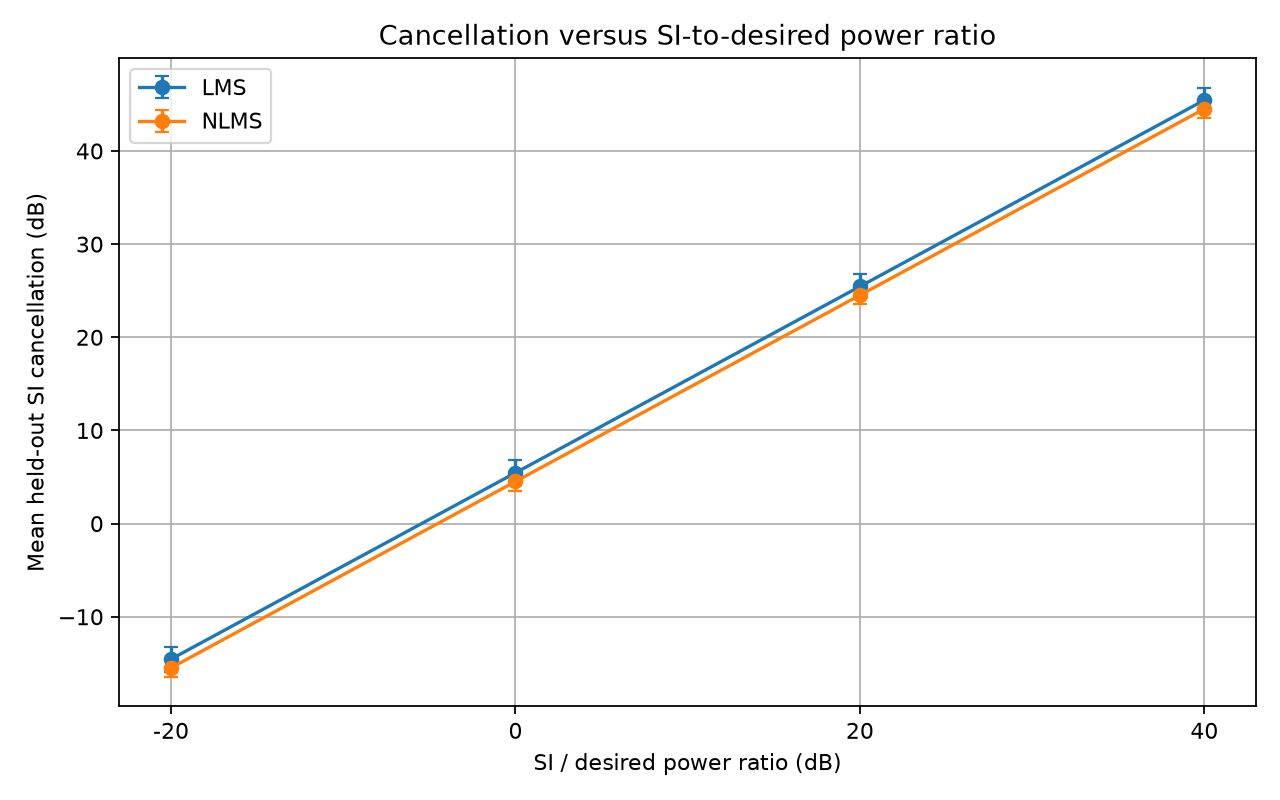 Cancellation versus SI-to-desired power ratio
LMS
NLMS
Mean held-out SI cancellation (dB)
40
30
20
10
0
−10
-20
0
20
40
SI / desired power ratio (dB)